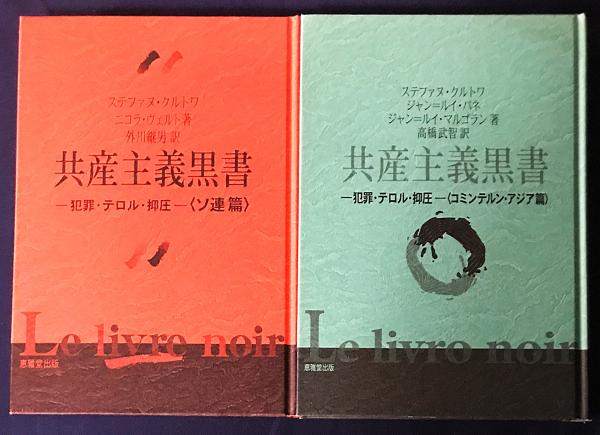 ステファヌ・クルトワ
ニコラ・ヴェルト 著
外川継男 訳
共産主義黒書
―犯罪・テロル・抑圧―〈ソ連篇〉
Le livre noir
恵雅堂出版
ステファヌ・クルトワ
ジャン=ルイ・パネ
ジャン=ルイ・マルゴラン 著
高橋武智 訳
共産主義黒書
―犯罪・テロル・抑圧―〈コミンテルン・アジア篇〉
Le livre noir
恵雅堂出版